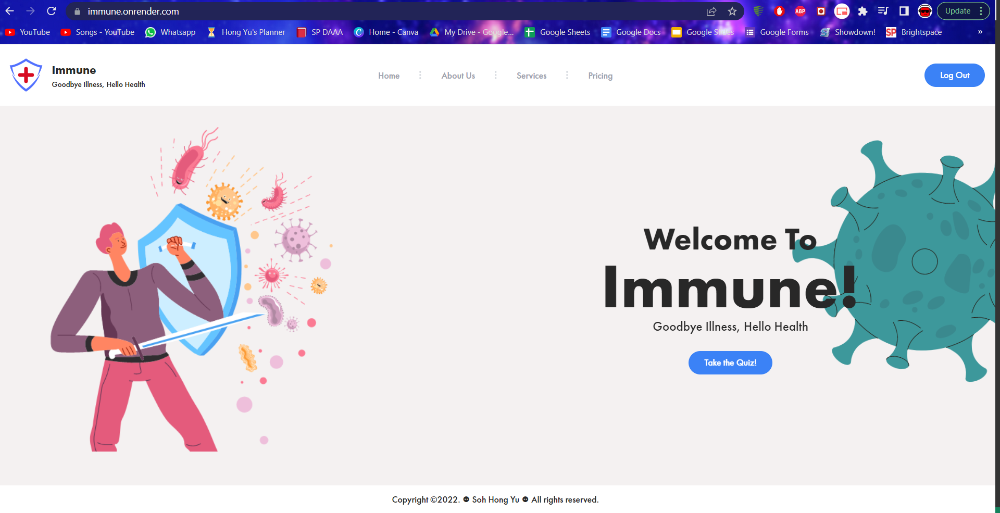 immune.onrender.com
ABP
Update
YouTube
Songs - YouTube
Whatsapp
Hong Yu's Planner
SP DAAA
Home - Canva
My Drive - Google...
Google Sheets
Google Docs
Google Slides
Google Forms
Showdown!
SP
Brightspace
»
Immune
Goodbye Illness, Hello Health
Home
About Us
Services
Pricing
Log Out
Welcome To
Immune!
Goodbye Illness, Hello Health
Take the Quiz!
Copyright ©2022. Soh Hong Yu All rights reserved.